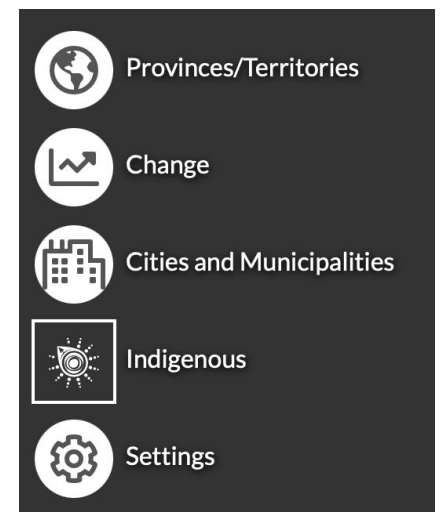 Provinces/Territories
Change
Cities and Municipalities
Indigenous
Settings